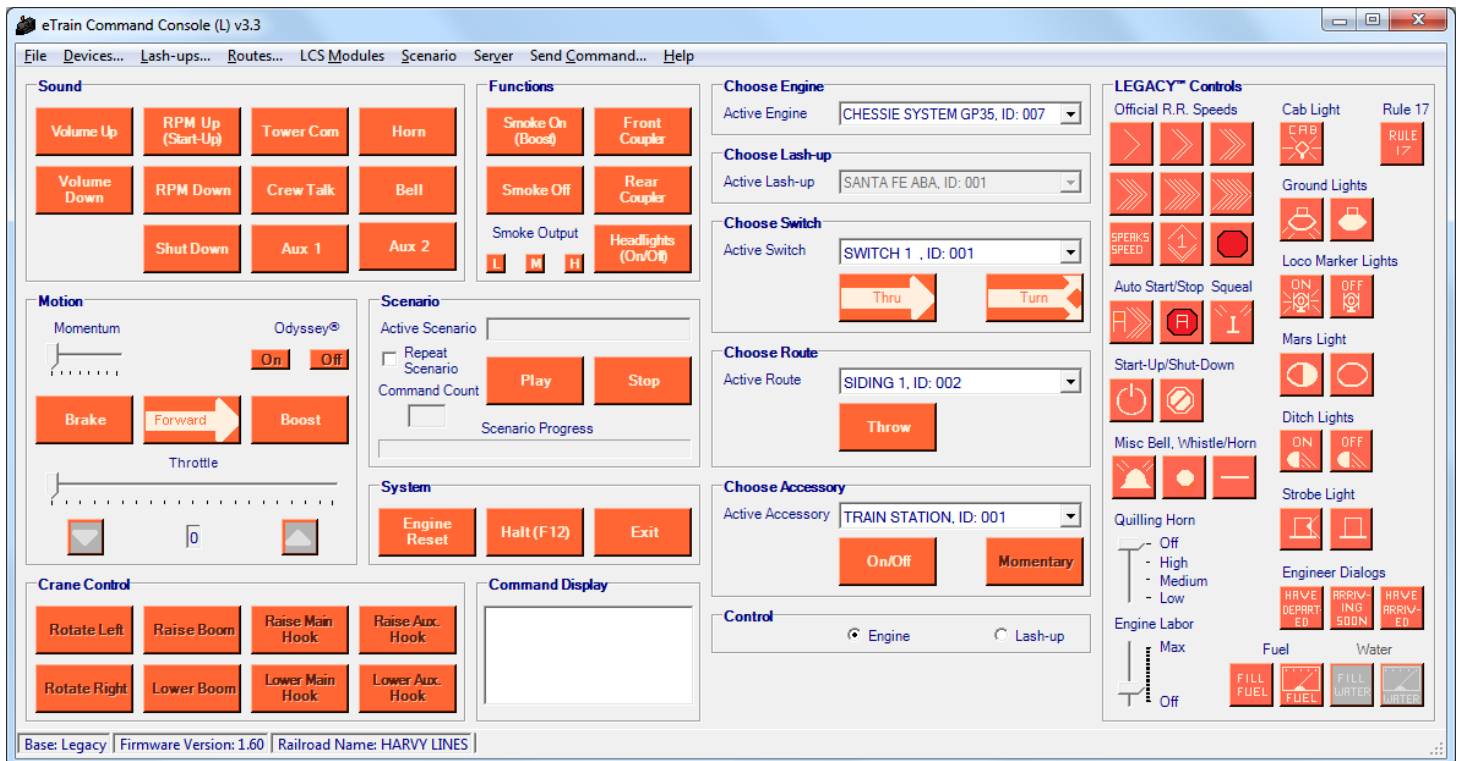 eTrain Command Console (L) v3.3
File Devices... Lash-ups... Routes... LCS Modules Scenario Server Send Command... Help
Sound
Volume Up
RPM Up
(Start-Up)
Tower Com
Horn
Volume
Down
RPM Down
Crew Talk
Bell
Shut Down
Aux 1
Aux 2
Functions
Smoke On
(Boost)
Front
Coupler
Smoke Off
Rear
Coupler
Smoke Output
L M H
Headlights
(On/Off)
Motion
Momentum
Odyssey®
On Off
Brake
Forward
Boost
Throttle
0
Scenario
Active Scenario
Repeat
Scenario
Command Count
Play
Stop
Scenario Progress
System
Engine
Reset
Halt (F12)
Exit
Crane Control
Rotate Left
Raise Boom
Raise Main
Hook
Raise Aux.
Hook
Rotate Right
Lower Boom
Lower Main
Hook
Lower Aux.
Hook
Command Display
Choose Engine
Active Engine CHESSIE SYSTEM GP35, ID: 007
Choose Lash-up
Active Lash-up SANTA FE ABA, ID: 001
Choose Switch
Active Switch SWITCH 1 , ID: 001
Thru
Turn
Choose Route
Active Route SIDING 1, ID: 002
Throw
Choose Accessory
Active Accessory TRAIN STATION, ID: 001
On/Off
Momentary
Control
Engine Lash-up
LEGACY™ Controls
Official R.R. Speeds
SPEAKS
SPEED
1
Auto Start/Stop Squeal
A
A
Start-Up/Shut-Down
Misc Bell, Whistle/Horn
Quilling Horn
Off
High
Medium
Low
Engine Labor
Max
Off
Cab Light
CAB
Rule 17
RULE
17
Ground Lights
Loco Marker Lights
ON
OFF
Mars Light
Ditch Lights
ON
OFF
Strobe Light
Engineer Dialogs
HAVE
DEPART-
ED
ARRIV-
ING
SOON
HAVE
ARRIV-
ED
Fuel
FILL
FUEL
FUEL
Water
FILL
WATER
WATER
Base: Legacy Firmware Version: 1.60 Railroad Name: HARVY LINES